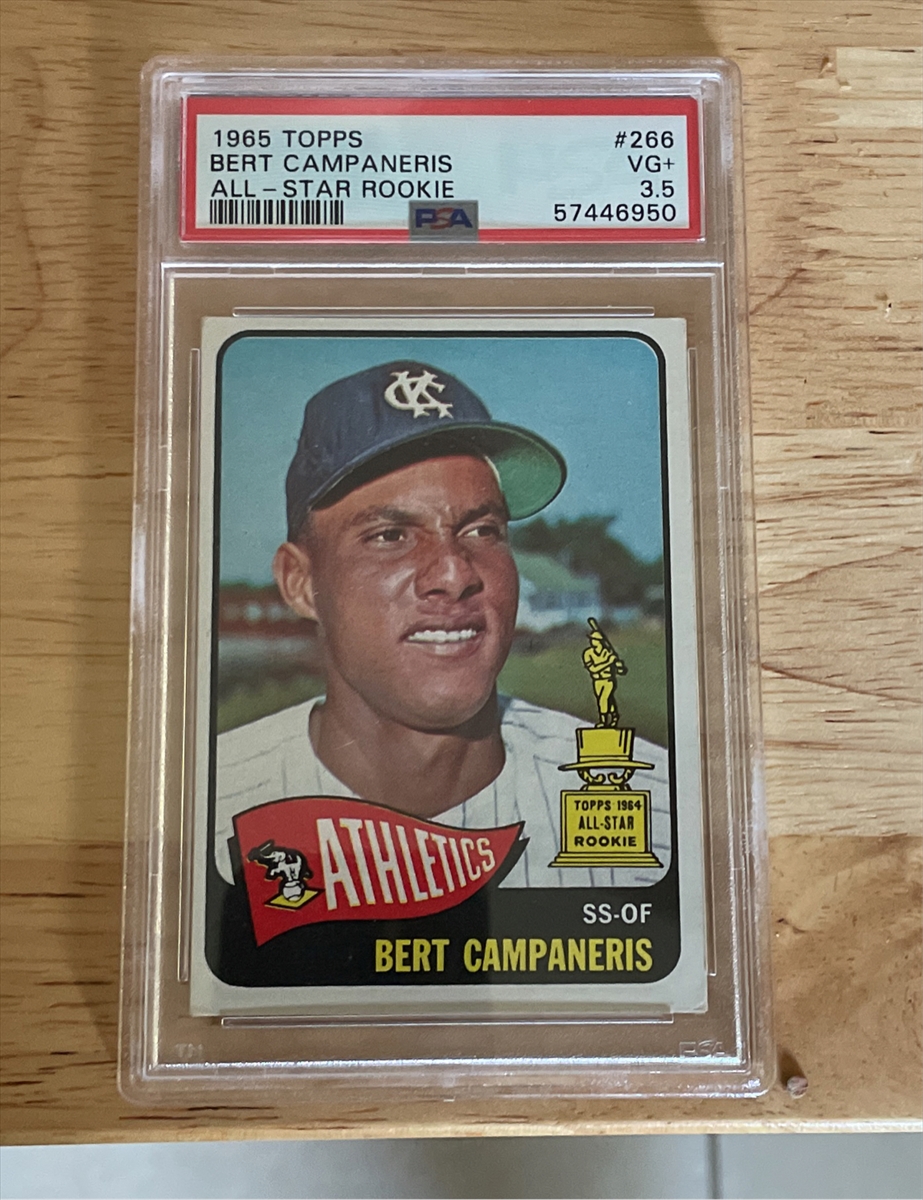 1965 TOPPS #266
BERT CAMPANERIS VG+
ALL-STAR ROOKIE 3.5
PSA 57446950
KC
TOPPS 1964
ALL-STAR
ROOKIE
ATHLETICS
SS-OF
BERT CAMPANERIS
PSA